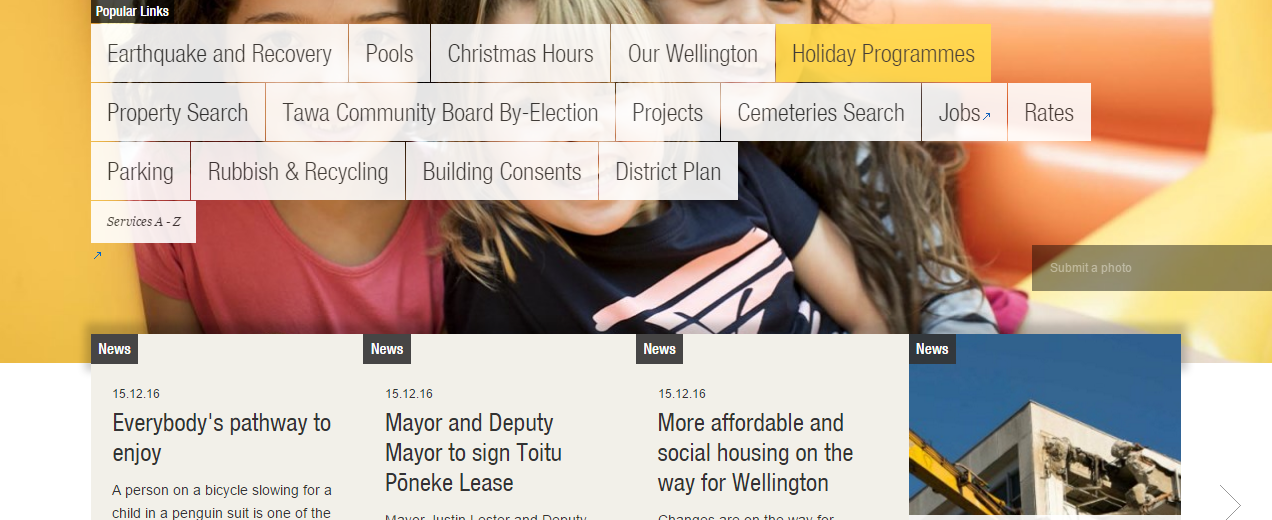 Popular Links
Earthquake and Recovery Pools Christmas Hours Our Wellington Holiday Programmes
Property Search Tawa Community Board By-Election Projects Cemeteries Search Jobs Rates
Parking Rubbish & Recycling Building Consents District Plan
Services A - Z
Submit a photo
News
15.12.16
Everybody's pathway to
enjoy
A person on a bicycle slowing for a
child in a penguin suit is one of the
News
15.12.16
Mayor and Deputy
Mayor to sign Toitu
Pōneke Lease
Mayor Justin Lester and Deputy
News
15.12.16
More affordable and
social housing on the
way for Wellington
Changes are on the way for
News